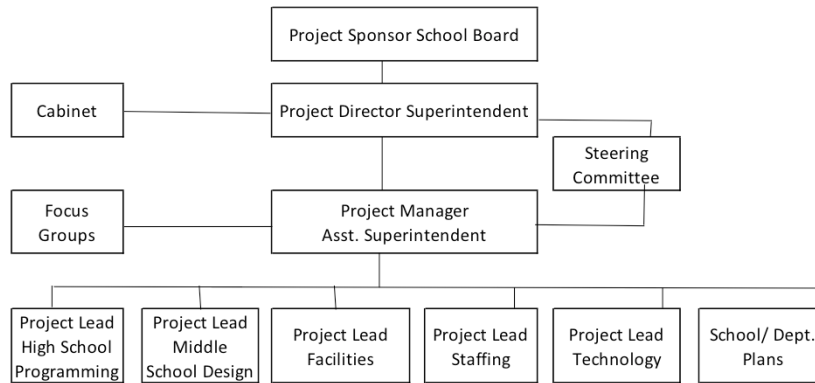 Project Sponsor School Board
Cabinet
Project Director Superintendent
Steering
Committee
Focus
Groups
Project Manager
Asst. Superintendent
Project Lead
High School
Programming
Project Lead
Middle
School Design
Project Lead
Facilities
Project Lead
Staffing
Project Lead
Technology
School/ Dept.
Plans